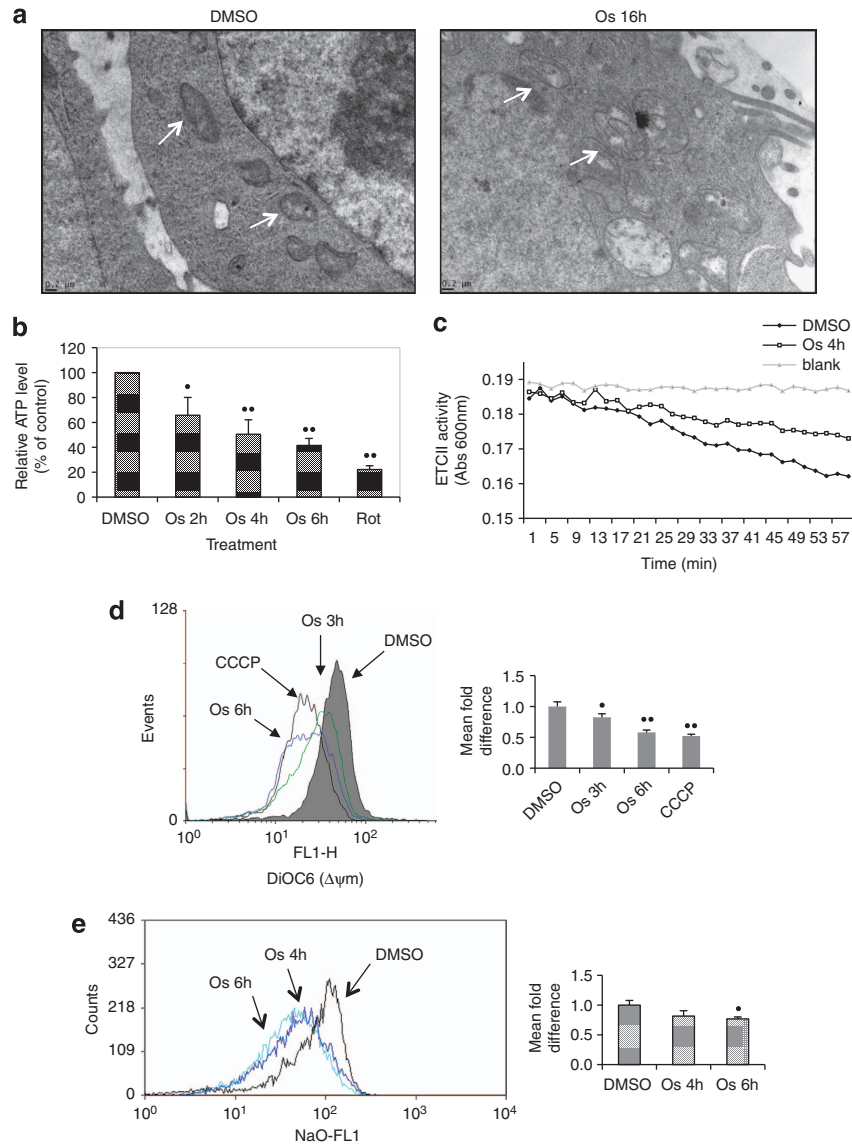 a
DMSO
Os 16h
0.2 µm
0.2 µm
b
120
100
80
60
40
20
0
Relative ATP level
(% of control)
DMSO Os 2h Os 4h Os 6h Rot
Treatment
c
DMSO
Os 4h
blank
0.19
0.18
0.17
0.16
0.15
ETCII activity
(Abs 600nm)
1 5 9 13 17 21 25 29 33 37 41 45 49 53 57
Time (min)
d
128
0
Events
Os 3h
DMSO
CCCP
Os 6h
10⁰ 10¹ 10²
FL1-H
DiOC6 (Δψm)
1.5
1.0
0.5
0.0
Mean fold
difference
DMSO Os 3h Os 6h CCCP
e
436
327
218
109
0
Counts
Os 4h
DMSO
Os 6h
10⁰ 10¹ 10² 10³ 10⁴
NaO-FL1
1.5
1.0
0.5
0.0
Mean fold
difference
DMSO Os 4h Os 6h